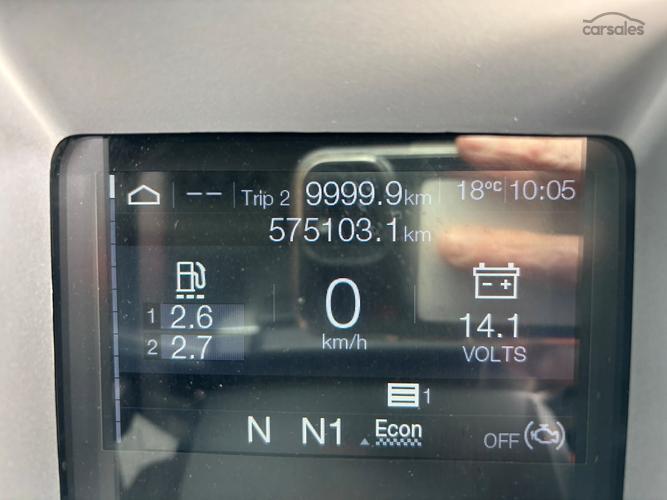 carsales
-- Trip 2 9999.9km 18°C 10:05
575103.1km
1 2.6
2 2.7
0
km/h
- +
14.1
VOLTS
1
N N1 Econ
OFF